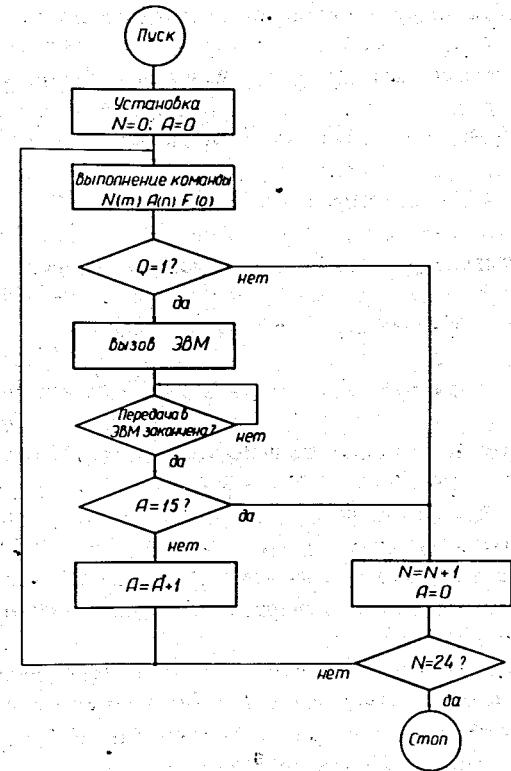 Пуск
Установка
N=0; A=0
Выполнение команды
N(m) A(n) F(0)
Q=1?
нет
да
Вызов ЭВМ
Передача в
ЭВМ закончена?
нет
да
A=15?
да
нет
A=A+1
N=N+1
A=0
N=24?
нет
да
Стоп